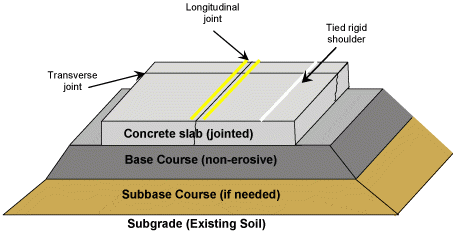 Longitudinal
joint
Tied rigid
shoulder
Transverse
joint
Concrete slab (jointed)
Base Course (non-erosive)
Subbase Course (if needed)
Subgrade (Existing Soil)